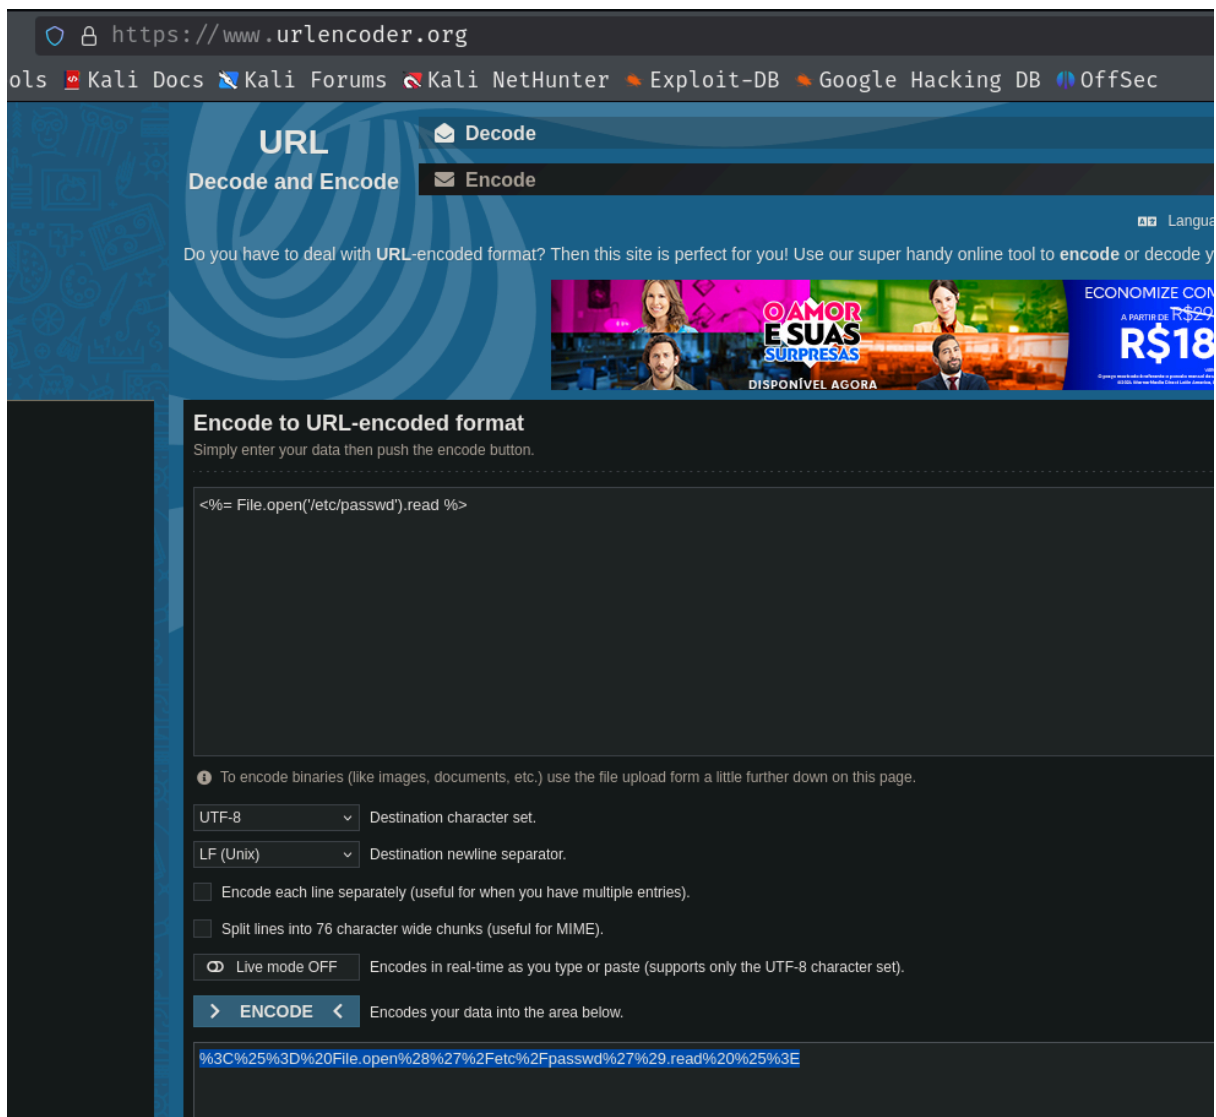 https://www.urlencoder.org
ols Kali Docs Kali Forums Kali NetHunter Exploit-DB Google Hacking DB OffSec
URL
Decode and Encode
Decode
Encode
Langua
Do you have to deal with URL-encoded format? Then this site is perfect for you! Use our super handy online tool to encode or decode y
O AMOR
E SUAS
SURPRESAS
DISPONÍVEL AGORA
ECONOMIZE COM
A PARTIR DE R$29
R$18
Encode to URL-encoded format
Simply enter your data then push the encode button.
<%= File.open('/etc/passwd').read %>
To encode binaries (like images, documents, etc.) use the file upload form a little further down on this page.
UTF-8 Destination character set.
LF (Unix) Destination newline separator.
Encode each line separately (useful for when you have multiple entries).
Split lines into 76 character wide chunks (useful for MIME).
Live mode OFF Encodes in real-time as you type or paste (supports only the UTF-8 character set).
> ENCODE < Encodes your data into the area below.
%3C%25%3D%20File.open%28%27%2Fetc%2Fpasswd%27%29.read%20%25%3E